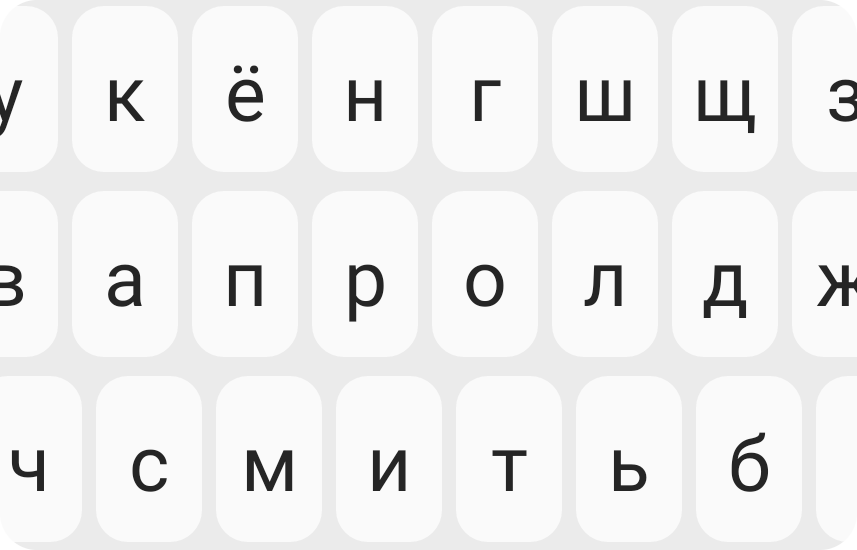 у к ё н г ш щ з
в а п р о л д ж
ч с м и т ь б